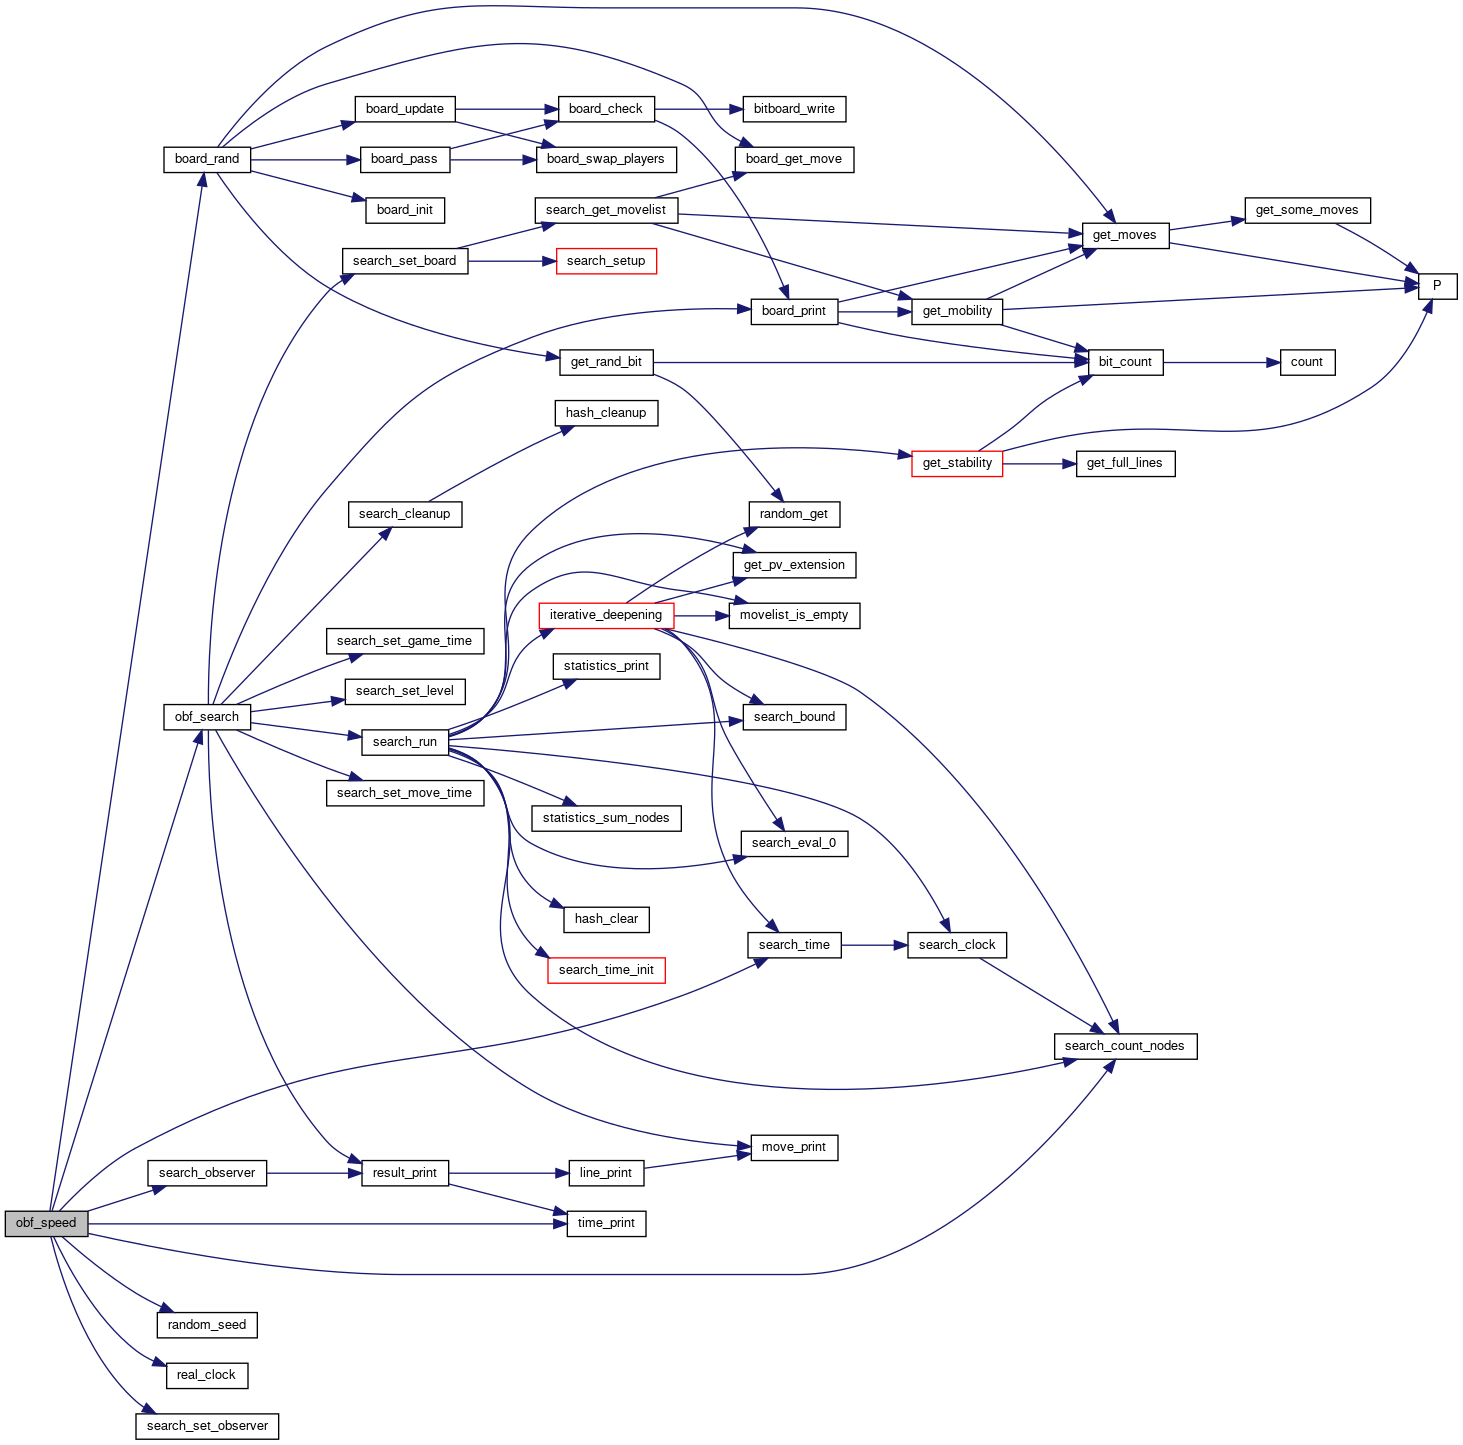 board_update
board_check
bitboard_write
board_rand
board_pass
board_swap_players
board_get_move
board_init
search_get_movelist
get_some_moves
get_moves
search_set_board
search_setup
P
board_print
get_mobility
get_rand_bit
bit_count
count
hash_cleanup
get_stability
get_full_lines
search_cleanup
random_get
get_pv_extension
iterative_deepening
movelist_is_empty
search_set_game_time
statistics_print
search_set_level
obf_search
search_bound
search_run
search_set_move_time
statistics_sum_nodes
search_eval_0
hash_clear
search_time
search_clock
search_time_init
search_count_nodes
move_print
search_observer
result_print
line_print
obf_speed
time_print
random_seed
real_clock
search_set_observer